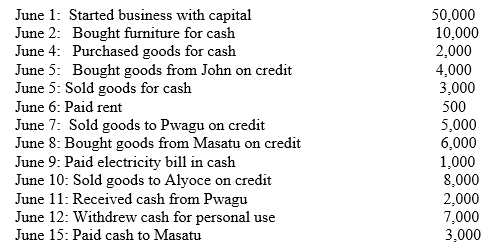 June 1: Started business with capital 50,000
June 2: Bought furniture for cash 10,000
June 4: Purchased goods for cash 2,000
June 5: Bought goods from John on credit 4,000
June 5: Sold goods for cash 3,000
June 6: Paid rent 500
June 7: Sold goods to Pwagu on credit 5,000
June 8: Bought goods from Masatu on credit 6,000
June 9: Paid electricity bill in cash 1,000
June 10: Sold goods to Alyoce on credit 8,000
June 11: Received cash from Pwagu 2,000
June 12: Withdrew cash for personal use 7,000
June 15: Paid cash to Masatu 3,000